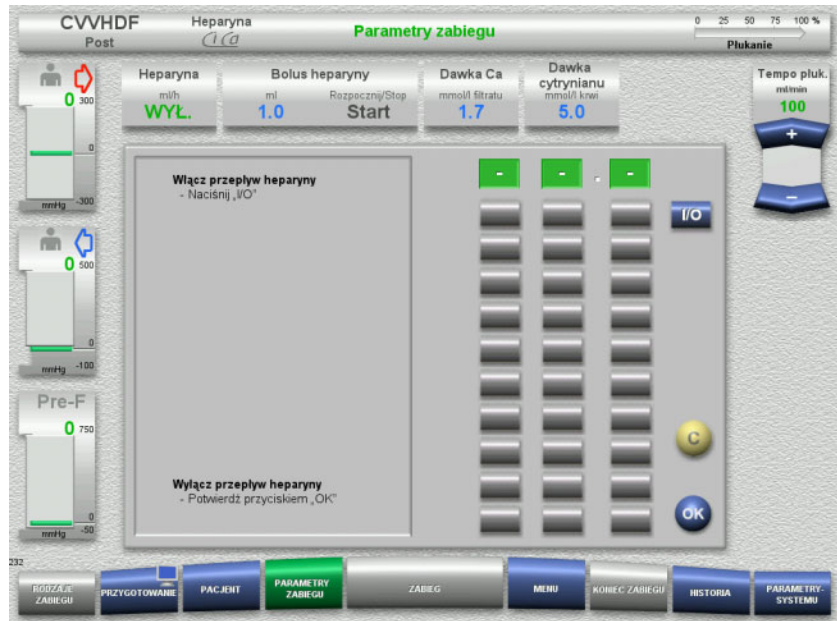 CVVHDF
Post
Heparyna
Ci Ca
Parametry zabiegu
0 25 50 75 100 %
Płukanie
Heparyna
ml/h
WYŁ.
Bolus heparyny
ml
1.0
Rozpocznij/Stop
Start
Dawka Ca
mmol/l filtratu
1.7
Dawka
cytrynianu
mmol/l krwi
5.0
Tempo płuk.
ml/min
100
+
-
0
300
0
mmHg -300
0
500
0
mmHg -100
Pre-F
0
750
0
mmHg -50
Włącz przepływ heparyny
- Naciśnij „I/O”
Wyłącz przepływ heparyny
- Potwierdź przyciskiem „OK”
- - . -
I/O
C
OK
232
RODZAJE
ZABIEGU
PRZYGOTOWANIE
PACJENT
PARAMETRY
ZABIEGU
ZABIEG
MENU
KONIEC ZABIEGU
HISTORIA
PARAMETRY-
SYSTEMU